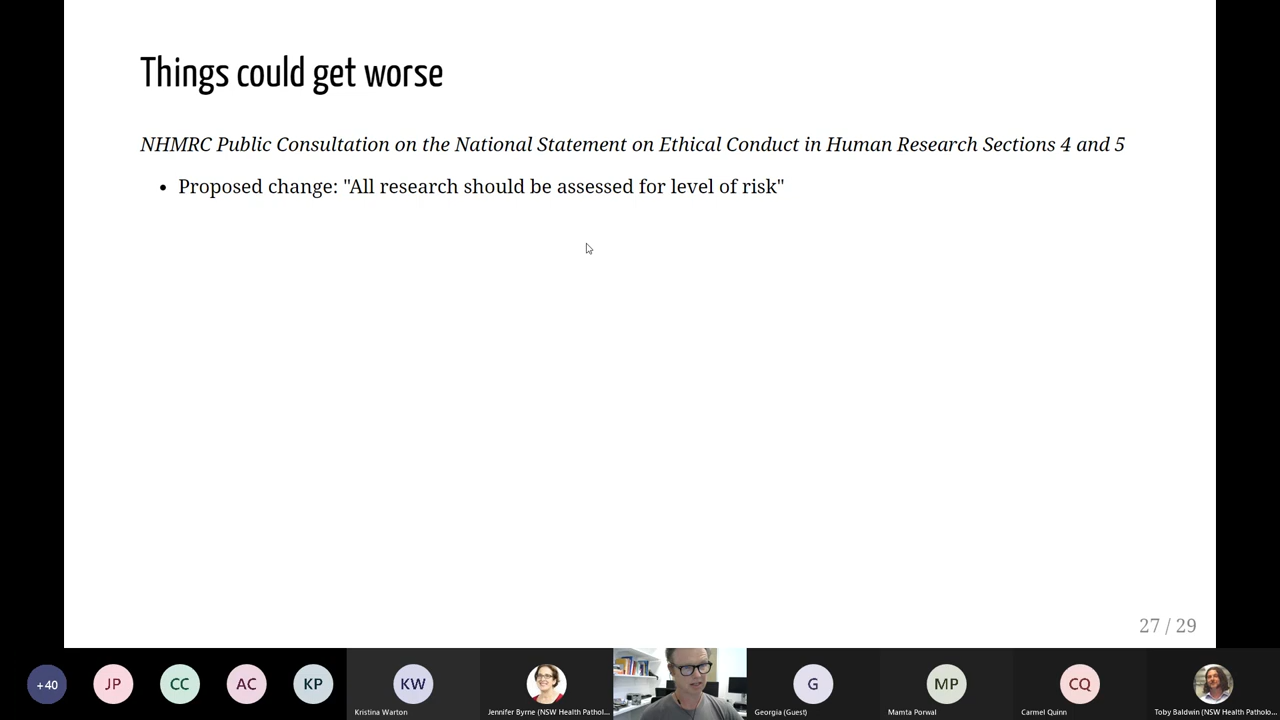 Things could get worse
NHMRC Public Consultation on the National Statement on Ethical Conduct in Human Research Sections 4 and 5
• Proposed change: "All research should be assessed for level of risk"
27 / 29
+40
JP
CC
AC
KP
KW
G
MP
CQ
Kristina Warton
Jennifer Byrne (NSW Health Pathol...
Georgia (Guest)
Mamta Porwal
Carmel Quinn
Toby Baldwin (NSW Health Patholo...